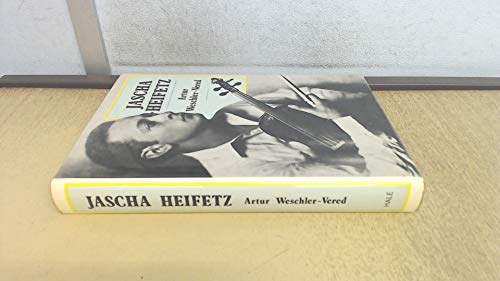 JASCHA
HEIFETZ
Artur
Weschler-Vered
JASCHA HEIFETZ Artur Weschler-Vered HALE